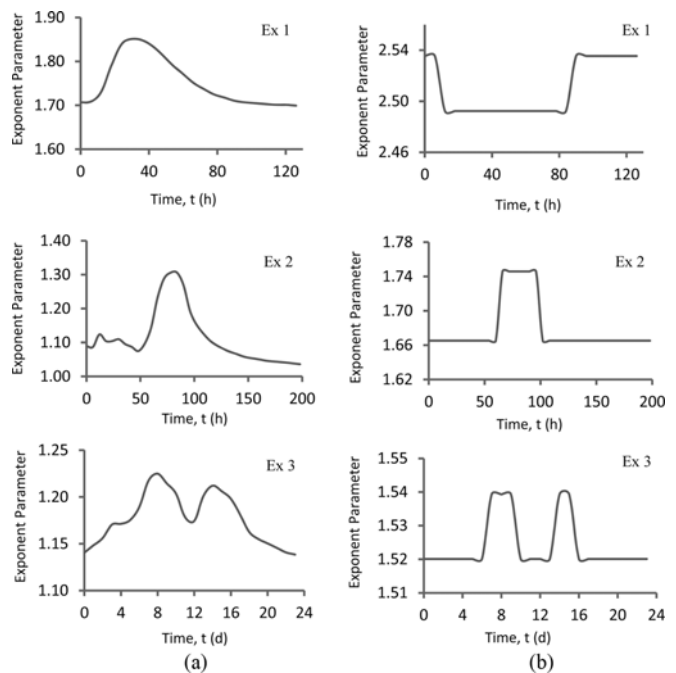 Ex 1
Exponent Parameter
1.90
1.80
1.70
1.60
0 40 80 120
Time, t (h)
Ex 1
Exponent Parameter
2.54
2.50
2.46
0 40 80 120
Time, t (h)
Ex 2
Exponent Parameter
1.40
1.30
1.20
1.10
1.00
0 50 100 150 200
Time, t (h)
Ex 2
Exponent Parameter
1.78
1.74
1.70
1.66
1.62
0 50 100 150 200
Time, t (h)
Ex 3
Exponent Parameter
1.25
1.20
1.15
1.10
0 4 8 12 16 20 24
Time, t (d)
(a)
Ex 3
Exponent Parameter
1.55
1.54
1.53
1.52
1.51
0 4 8 12 16 20 24
Time, t (d)
(b)